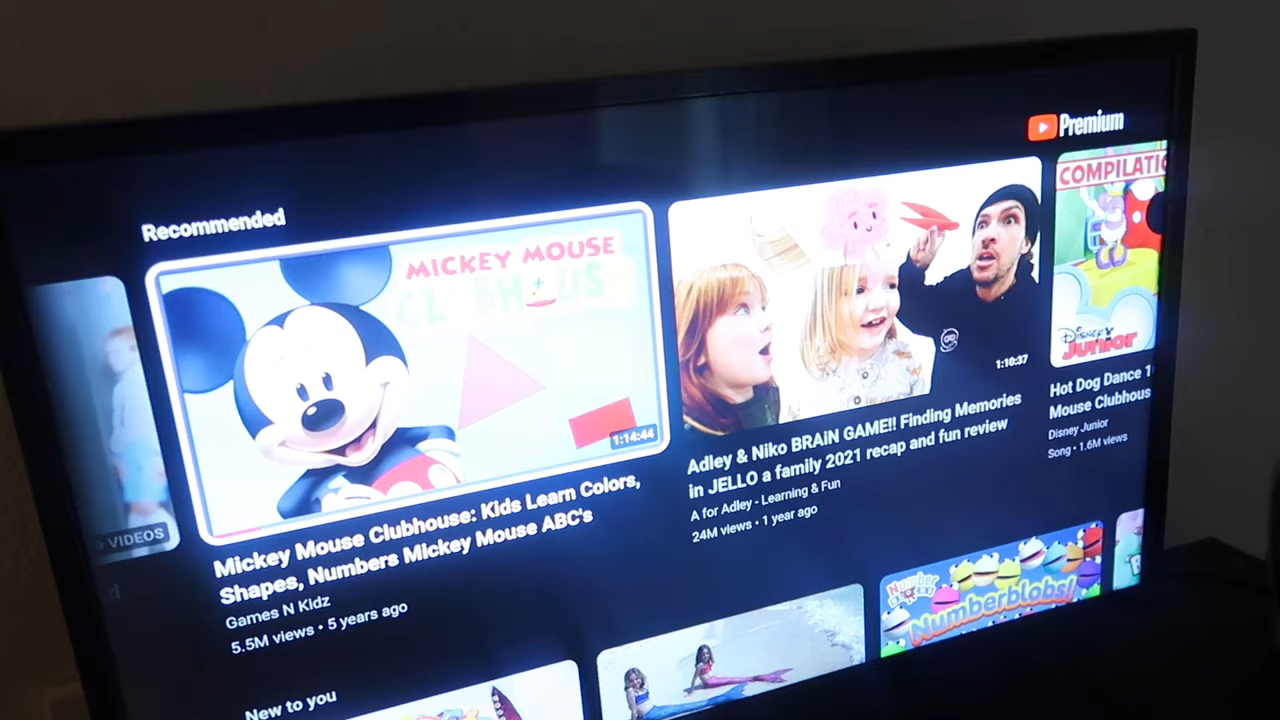 Premium
Recommended
MICKEY MOUSE
1:14:44
Mickey Mouse Clubhouse: Kids Learn Colors,
Shapes, Numbers Mickey Mouse ABC's
Games N Kidz
5.5M views • 5 years ago
1:10:37
Adley & Niko BRAiN GAME!! Finding Memories
in JELLO a family 2021 recap and fun review
A for Adley - Learning & Fun
24M views • 1 year ago
COMPILATIO
Disney
Junior
Hot Dog Dance 1
Mouse Clubhous
Disney Junior
Song • 1.6M views
VIDEOS
New to you
Numberblobs!